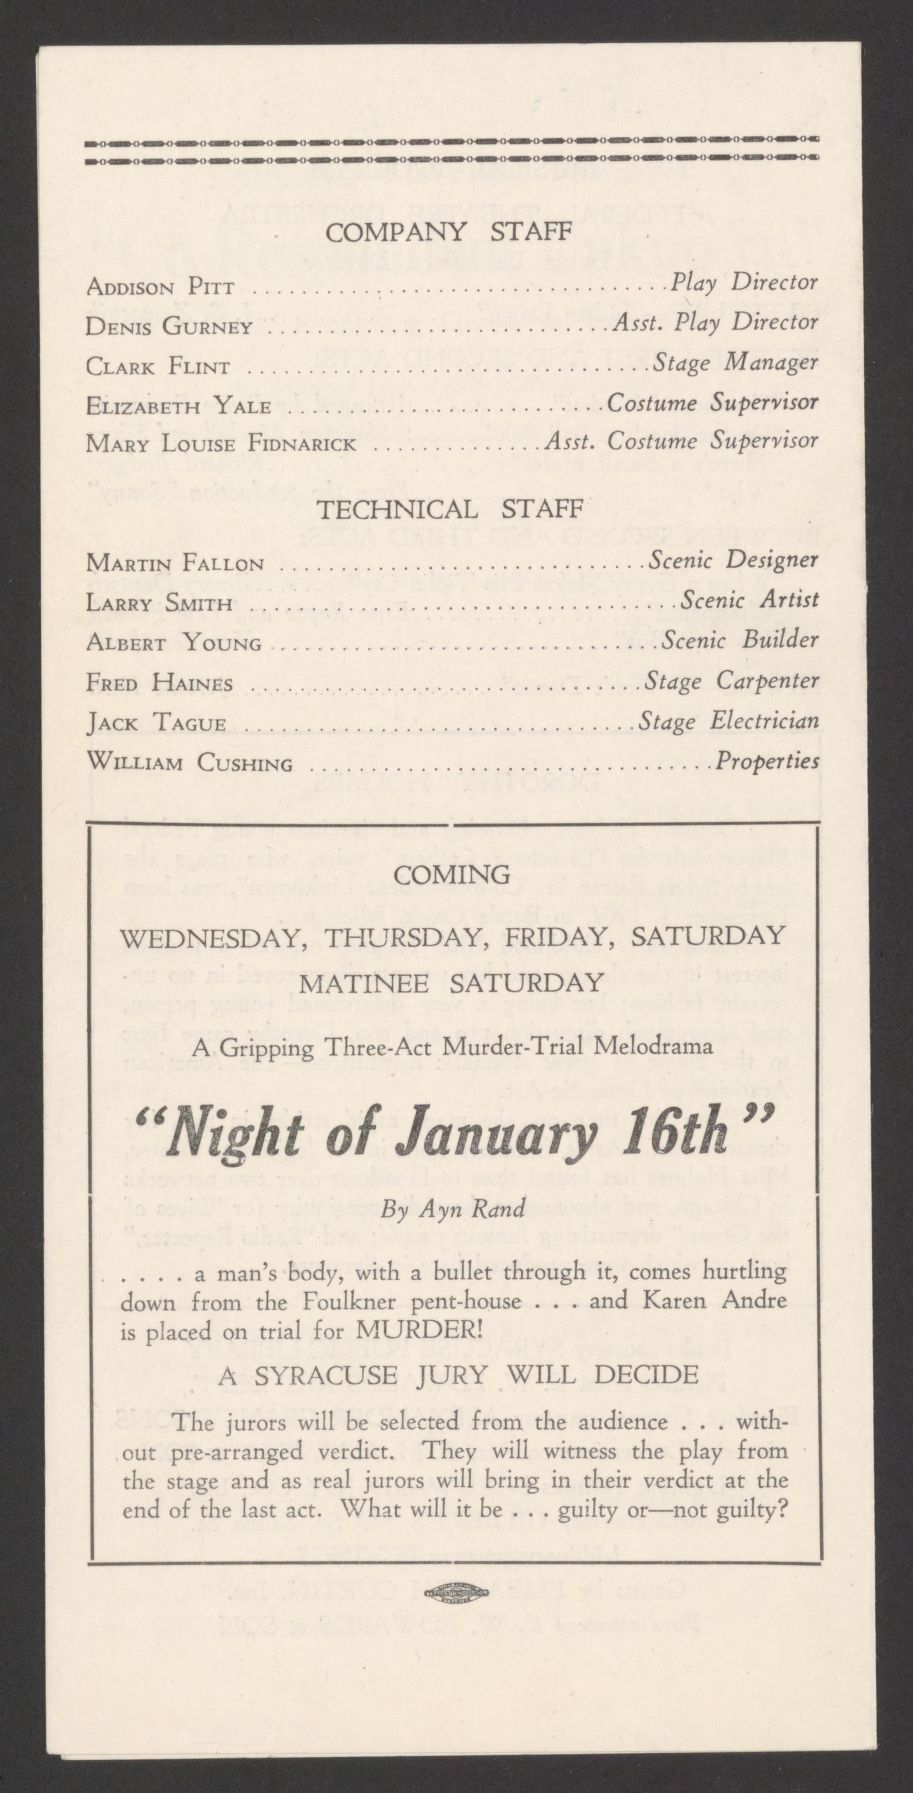 COMPANY STAFF
ADDISON PITT ..................................Play Director
DENIS GURNEY ............................Asst. Play Director
CLARK FLINT .................................Stage Manager
ELIZABETH YALE ..........................Costume Supervisor
MARY LOUISE FIDNARICK ..............Asst. Costume Supervisor
TECHNICAL STAFF
MARTIN FALLON ..............................Scenic Designer
LARRY SMITH ...................................Scenic Artist
ALBERT YOUNG ................................Scenic Builder
FRED HAINES ................................Stage Carpenter
JACK TAGUE ................................Stage Electrician
WILLIAM CUSHING .................................Properties
COMING
WEDNESDAY, THURSDAY, FRIDAY, SATURDAY
MATINEE SATURDAY
A Gripping Three-Act Murder-Trial Melodrama
"Night of January 16th"
By Ayn Rand
. . . . . a man's body, with a bullet through it, comes hurtling
down from the Foulkner pent-house . . . and Karen Andre
is placed on trial for MURDER!
A SYRACUSE JURY WILL DECIDE
The jurors will be selected from the audience . . . with-
out pre-arranged verdict. They will witness the play from
the stage and as real jurors will bring in their verdict at the
end of the last act. What will it be . . . guilty or—not guilty?